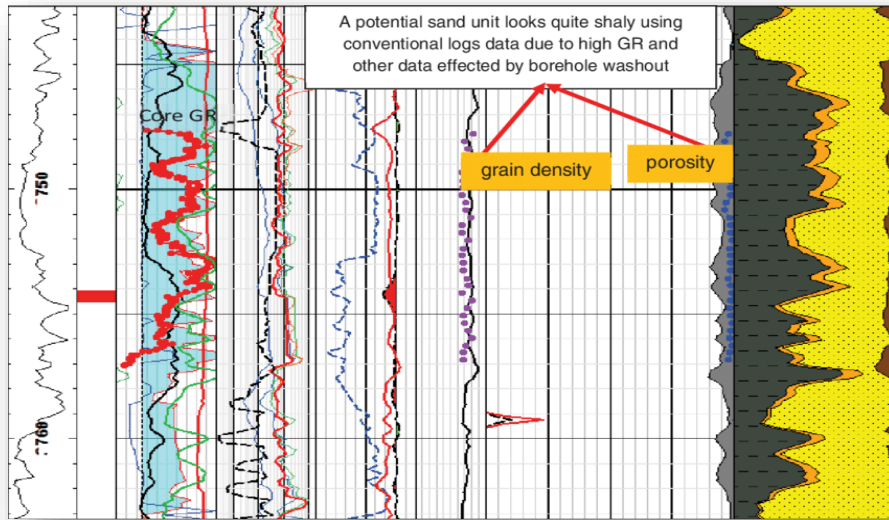 A potential sand unit looks quite shaly using
conventional logs data due to high GR and
other data effected by borehole washout
Core GR
grain density
porosity
750
760